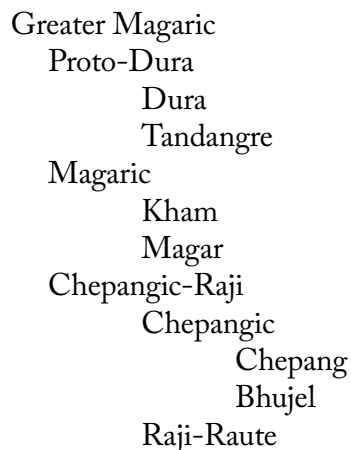 Greater Magaric
Proto-Dura
Dura
Tandangre
Magaric
Kham
Magar
Chepangic-Raji
Chepangic
Chepang
Bhujel
Raji-Raute